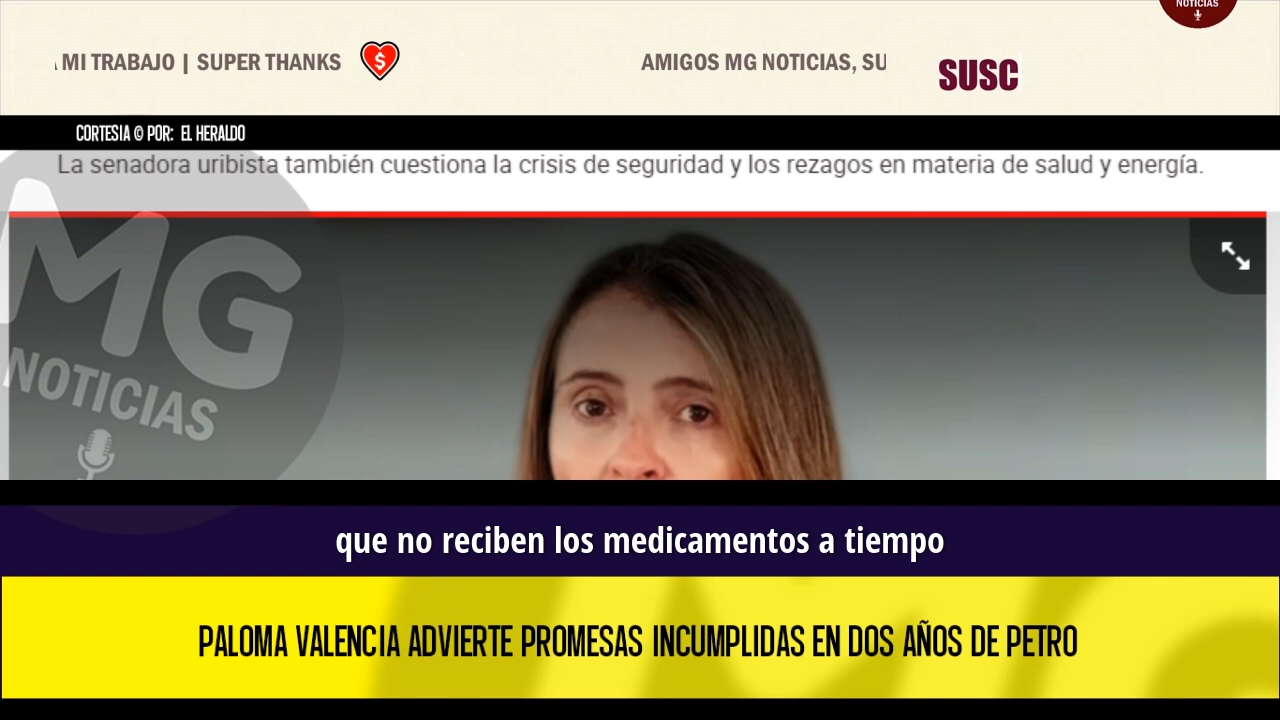 NOTICIAS
MI TRABAJO | SUPER THANKS
$
AMIGOS MG NOTICIAS, SU
SUSC
CORTESIA © POR: EL HERALDO
La senadora uribista también cuestiona la crisis de seguridad y los rezagos en materia de salud y energía.
MG
NOTICIAS
que no reciben los medicamentos a tiempo
PALOMA VALENCIA ADVIERTE PROMESAS INCUMPLIDAS EN DOS AÑOS DE PETRO